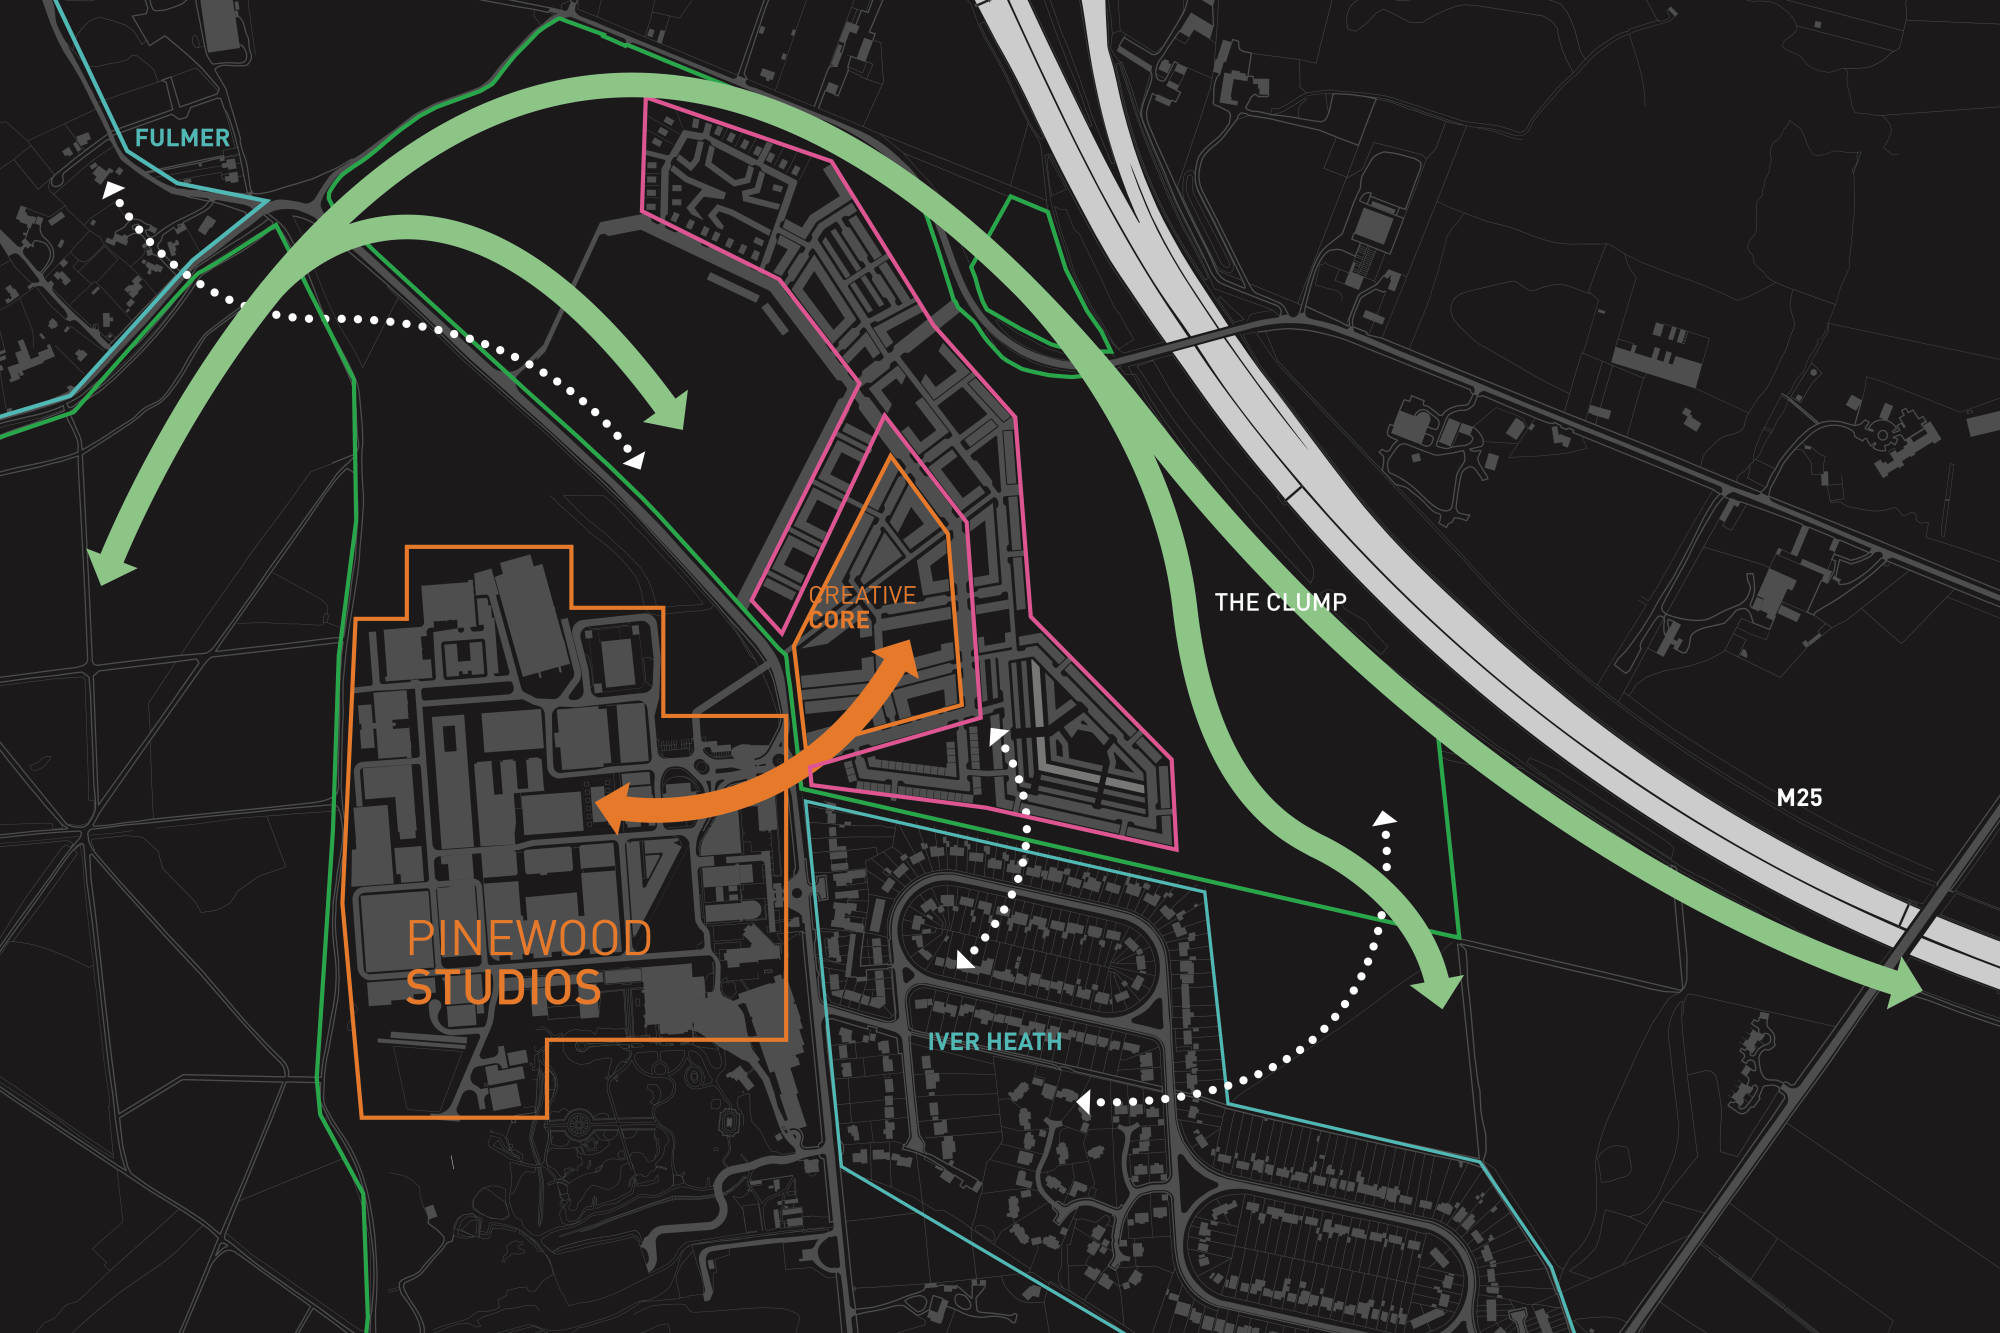 FULMER
CREATIVE
CORE
THE CLUMP
M25
PINEWOOD
STUDIOS
IVER HEATH